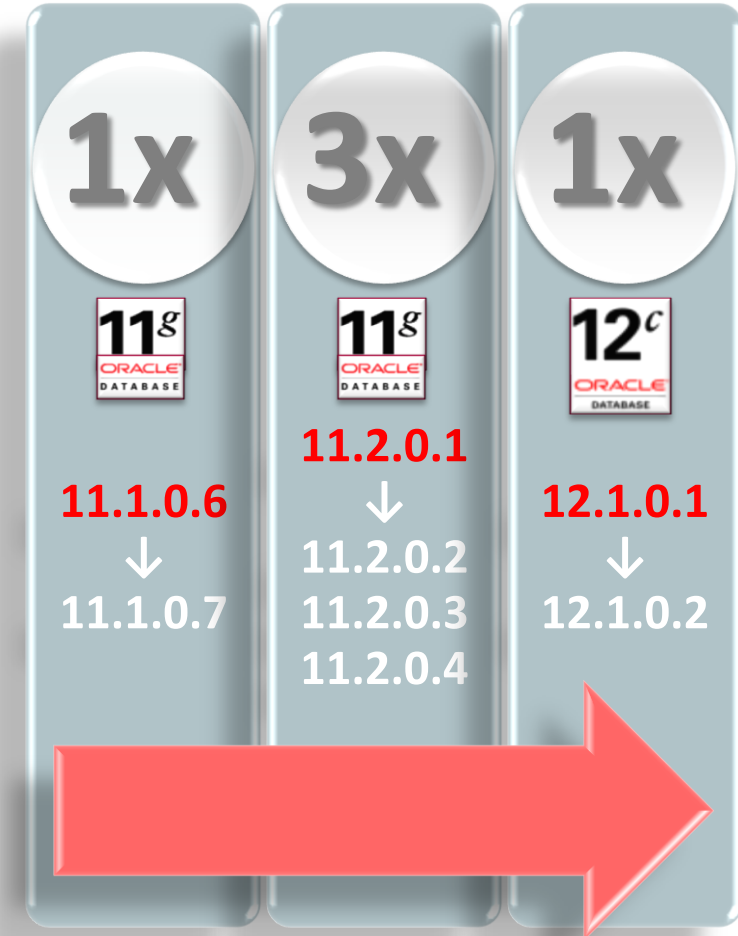 1x
11g
ORACLE
DATABASE
11.1.0.6
↓
11.1.0.7
3x
11g
ORACLE
DATABASE
11.2.0.1
↓
11.2.0.2
11.2.0.3
11.2.0.4
1x
12c
ORACLE
DATABASE
12.1.0.1
↓
12.1.0.2